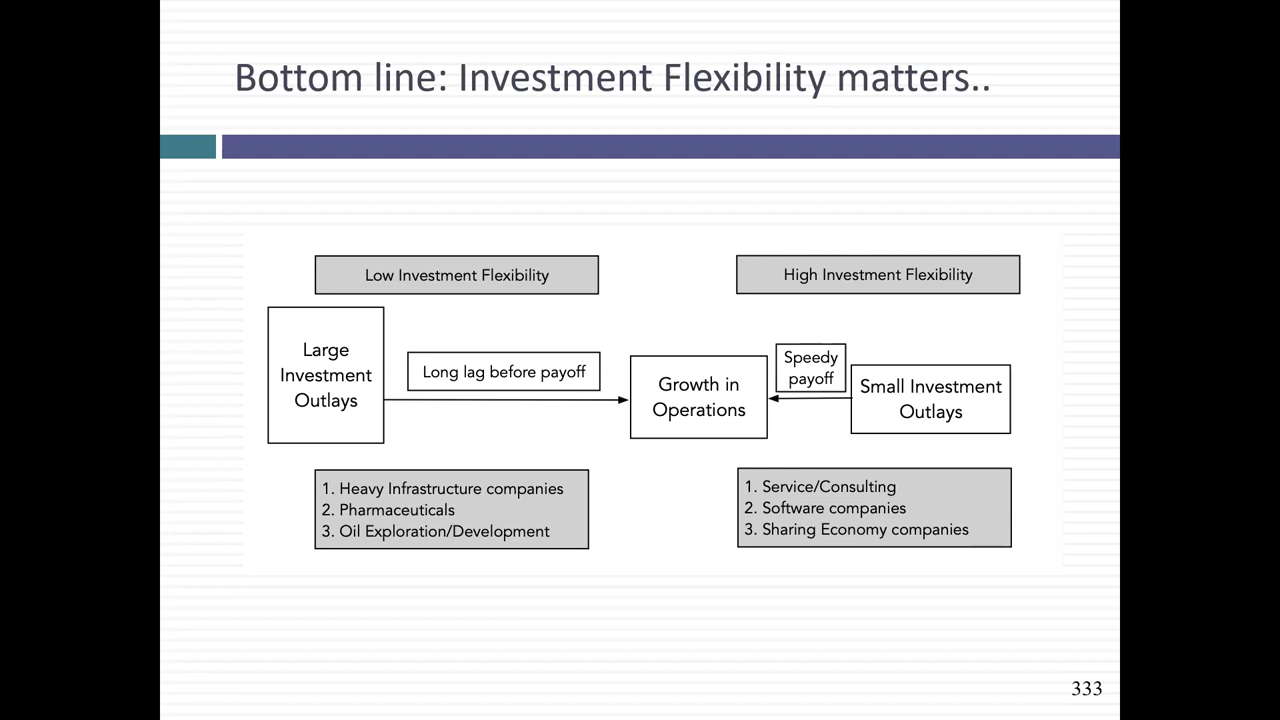 Bottom line: Investment Flexibility matters..
Low Investment Flexibility
High Investment Flexibility
Large
Investment
Outlays
Long lag before payoff
Growth in
Operations
Speedy
payoff
Small Investment
Outlays
1. Heavy Infrastructure companies
2. Pharmaceuticals
3. Oil Exploration/Development
1. Service/Consulting
2. Software companies
3. Sharing Economy companies
333